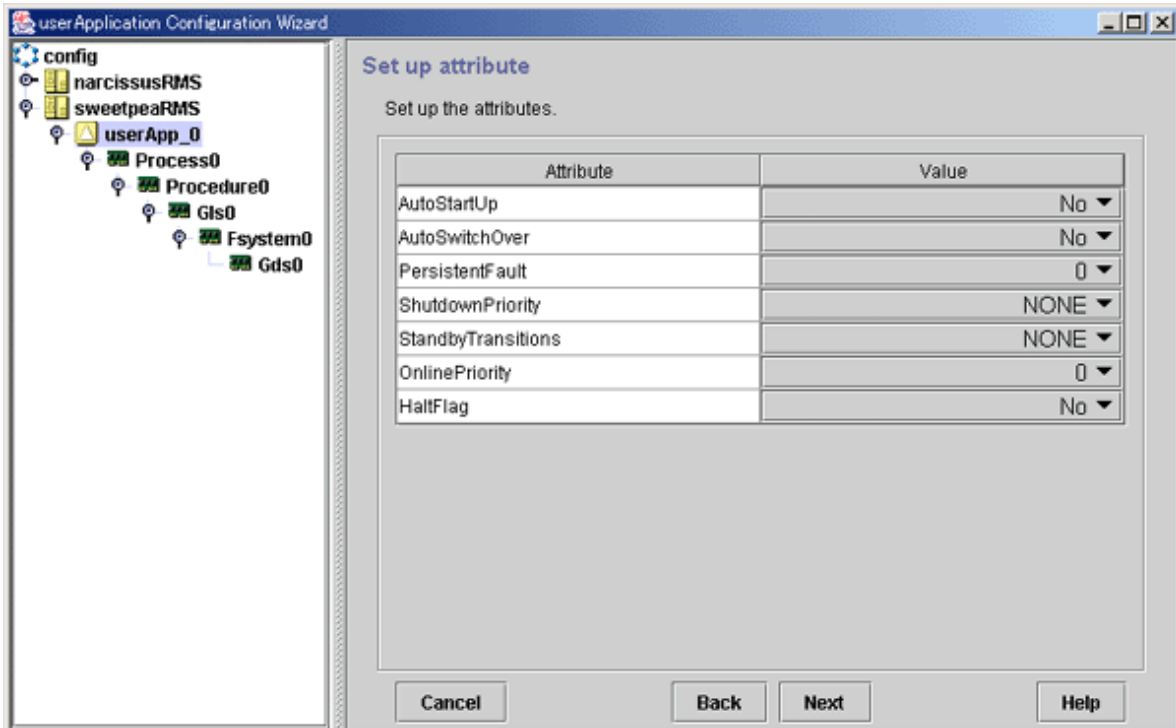 userApplication Configuration Wizard
config
narcissusRMS
sweetpeaRMS
userApp_0
Process0
Procedure0
Gls0
Fsystem0
Gds0
Set up attribute
Set up the attributes.
Attribute Value
AutoStartUp No
AutoSwitchOver No
PersistentFault 0
ShutdownPriority NONE
StandbyTransitions NONE
OnlinePriority 0
HaltFlag No
Cancel Back Next Help